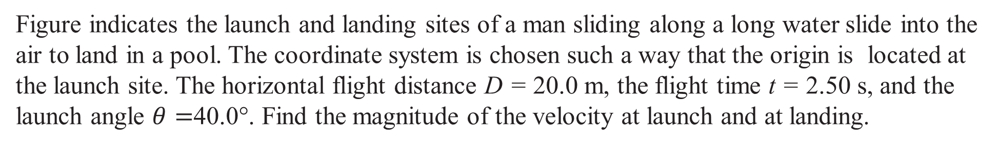 Figure indicates the launch and landing sites of a man sliding along a long water slide into the
air to land in a pool. The coordinate system is chosen such a way that the origin is located at
the launch site. The horizontal flight distance D = 20.0 m, the flight time t = 2.50 s, and the
launch angle θ =40.0°. Find the magnitude of the velocity at launch and at landing.